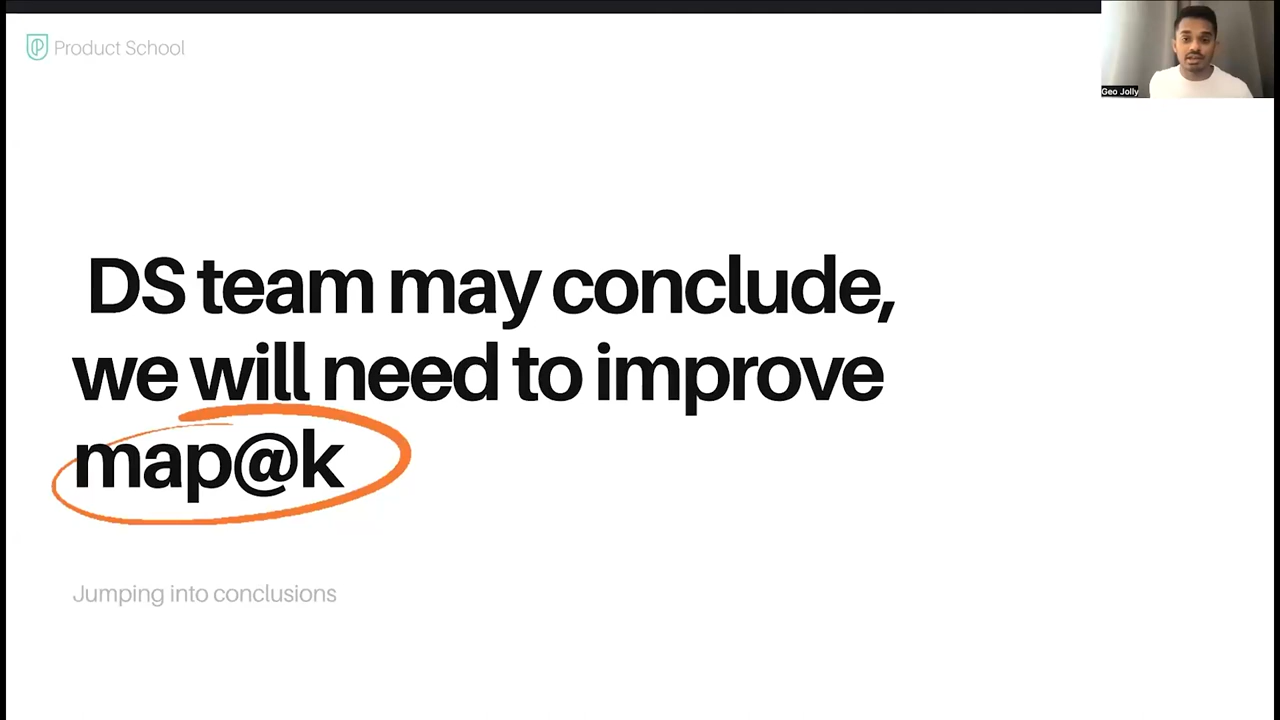 Product School
Geo Jolly
DS team may conclude,
we will need to improve
map@k
Jumping into conclusions